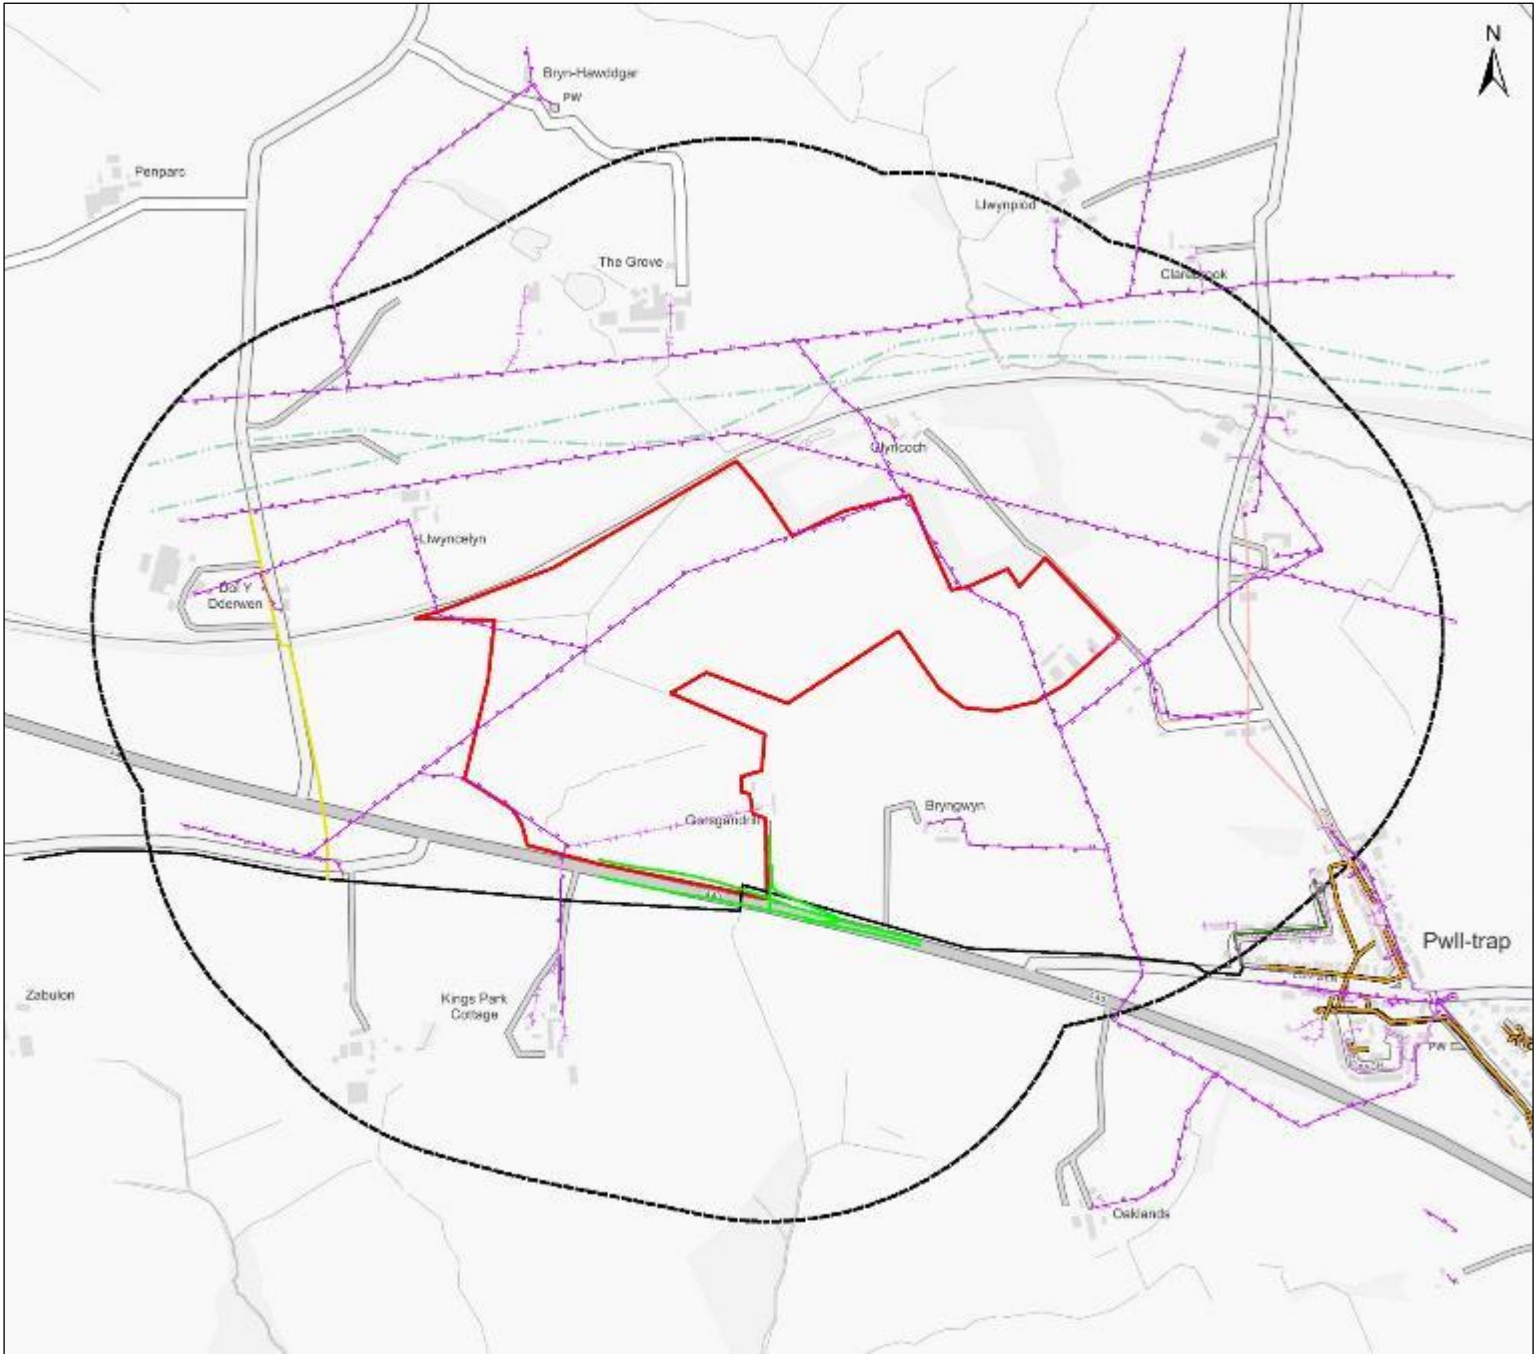 N
Bryn-Hawddgar
PW
Penparc
Llwynpiod
The Grove
Clarebrook
Glyncoch
Llwyncelyn
Dol Y
Dderwen
Bryngwyn
Garsgandrin
Pwll-trap
Zabulon
Kings Park
Cottage
PW
Oaklands